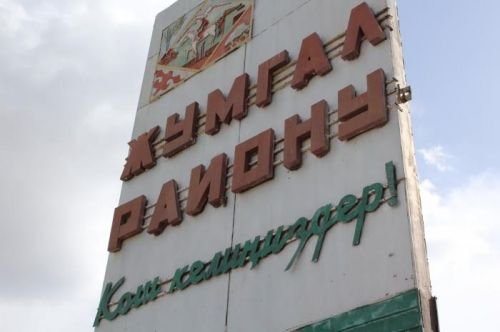 ЖУМГАЛ
РАЙОНУ
Кош келиңиздер!